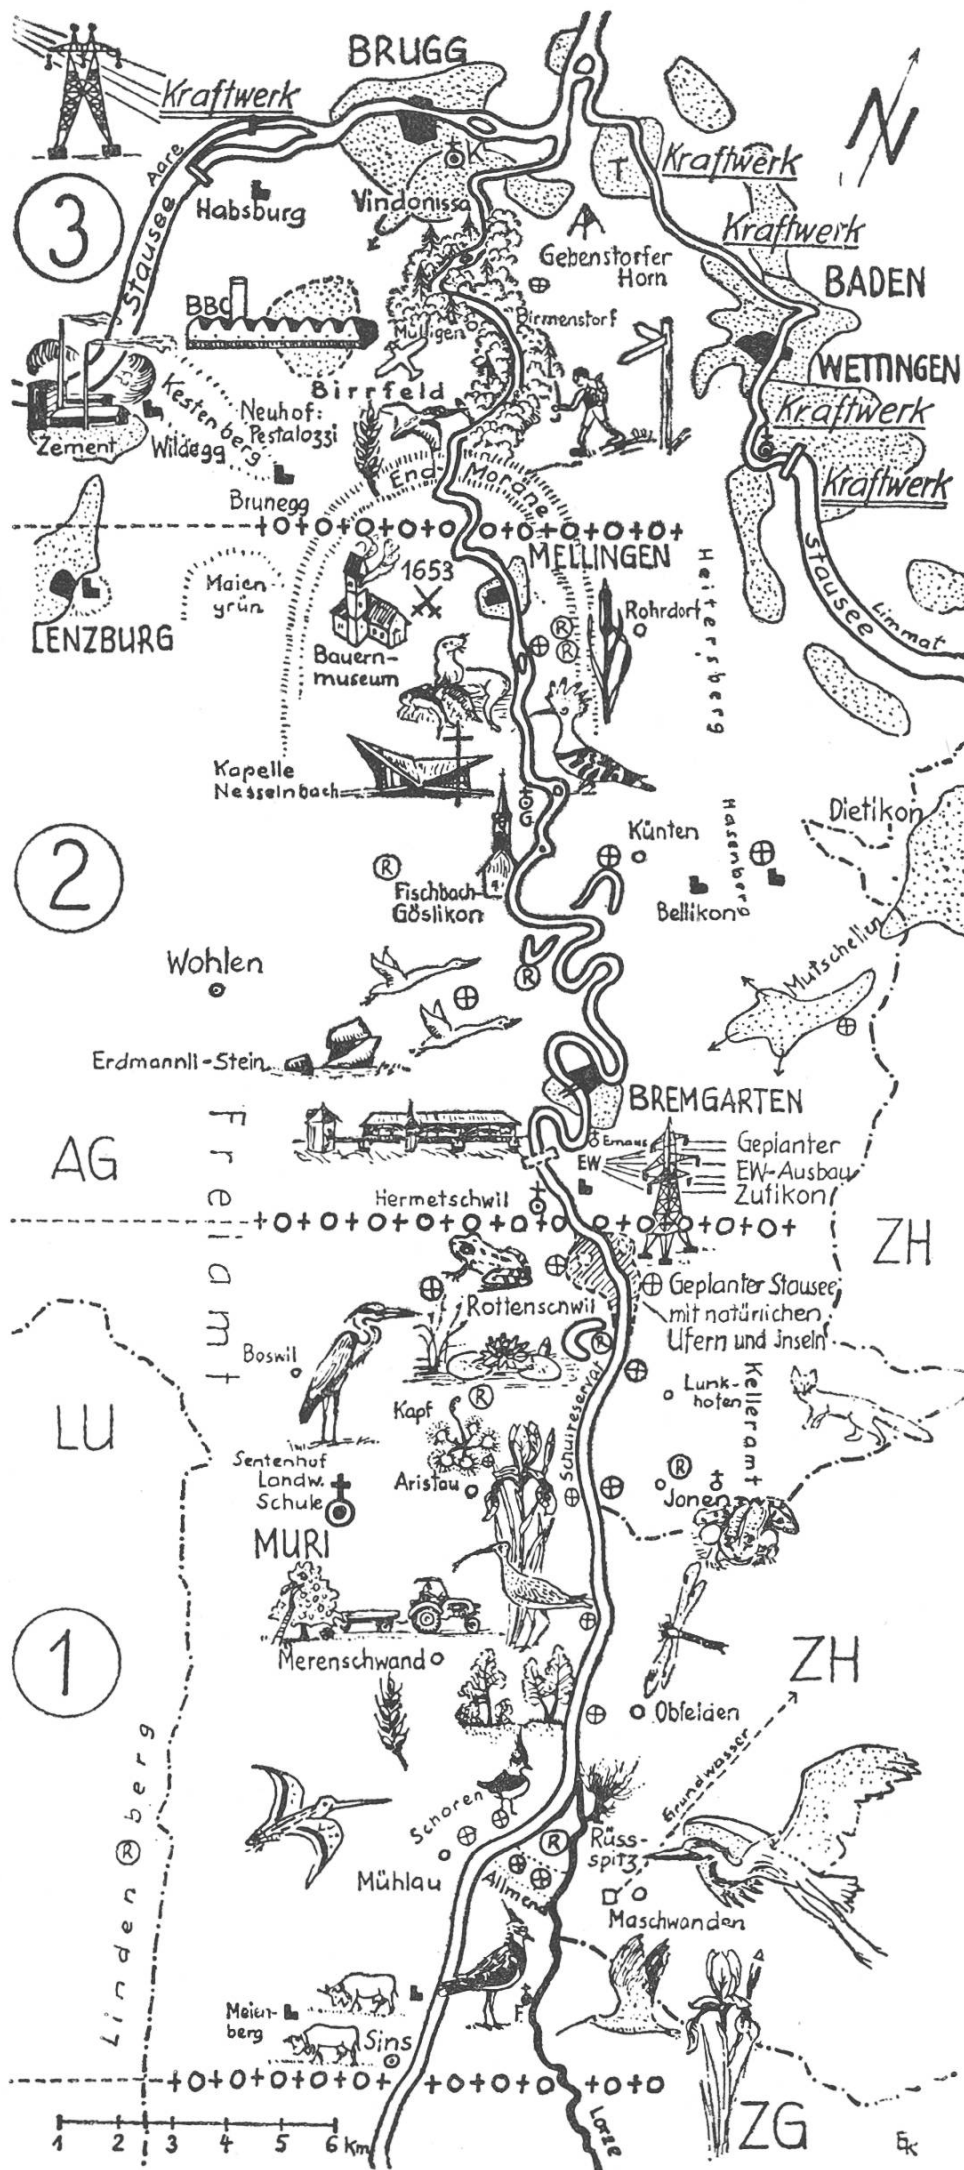 BRUGG
Kraftwerk
Aare
Stausee
N
K
T
Kraftwerk
3
Habsburg
Vindonissa
Kraftwerk
Gebenstorfer
Horn
BADEN
BBC
Mülligen
Birmenstorf
Birrfeld
WETTINGEN
Kestenberg
Neuhof:
Pestalozzi
Kraftwerk
Zement
Wildegg
End-Moräne
Brunegg
Kraftwerk
MELLINGEN
Stausee
Limmat
Maien
grün
1653
Rohrdorf
Heitersberg
R
R
LENZBURG
Bauern-
museum
Kapelle
Nesselnbach
G
Dietikon
2
Künten
Hasenberg
R
Fischbach-
Göslikon
Bellikon
R
Wohlen
Mutschellen
Erdmannli-Stein
BREMGARTEN
Freiamt
Emaus
AG
EW
Geplanter
EW-Ausbau
Zufikon
Hermetschwil
ZH
Rottenschwil
Geplanter Stausee
mit natürlichen
Ufern und Jnseln
R
Boswil
Lunk-
hofen
Kelleramt
LU
Kapf
R
Schilfreservat
Sentenhof
Landw.
Schule
Aristau
R
Jonen
MURI
1
Merenschwand
ZH
Obfelden
Lindenberg
R
Grundwasser
Schoren
R
Rüss-
spitz
Mühlau
Allmend
Maschwanden
Meien-
berg
F
Sins
Lorze
ZG
1 2 3 4 5 6 Km
EK